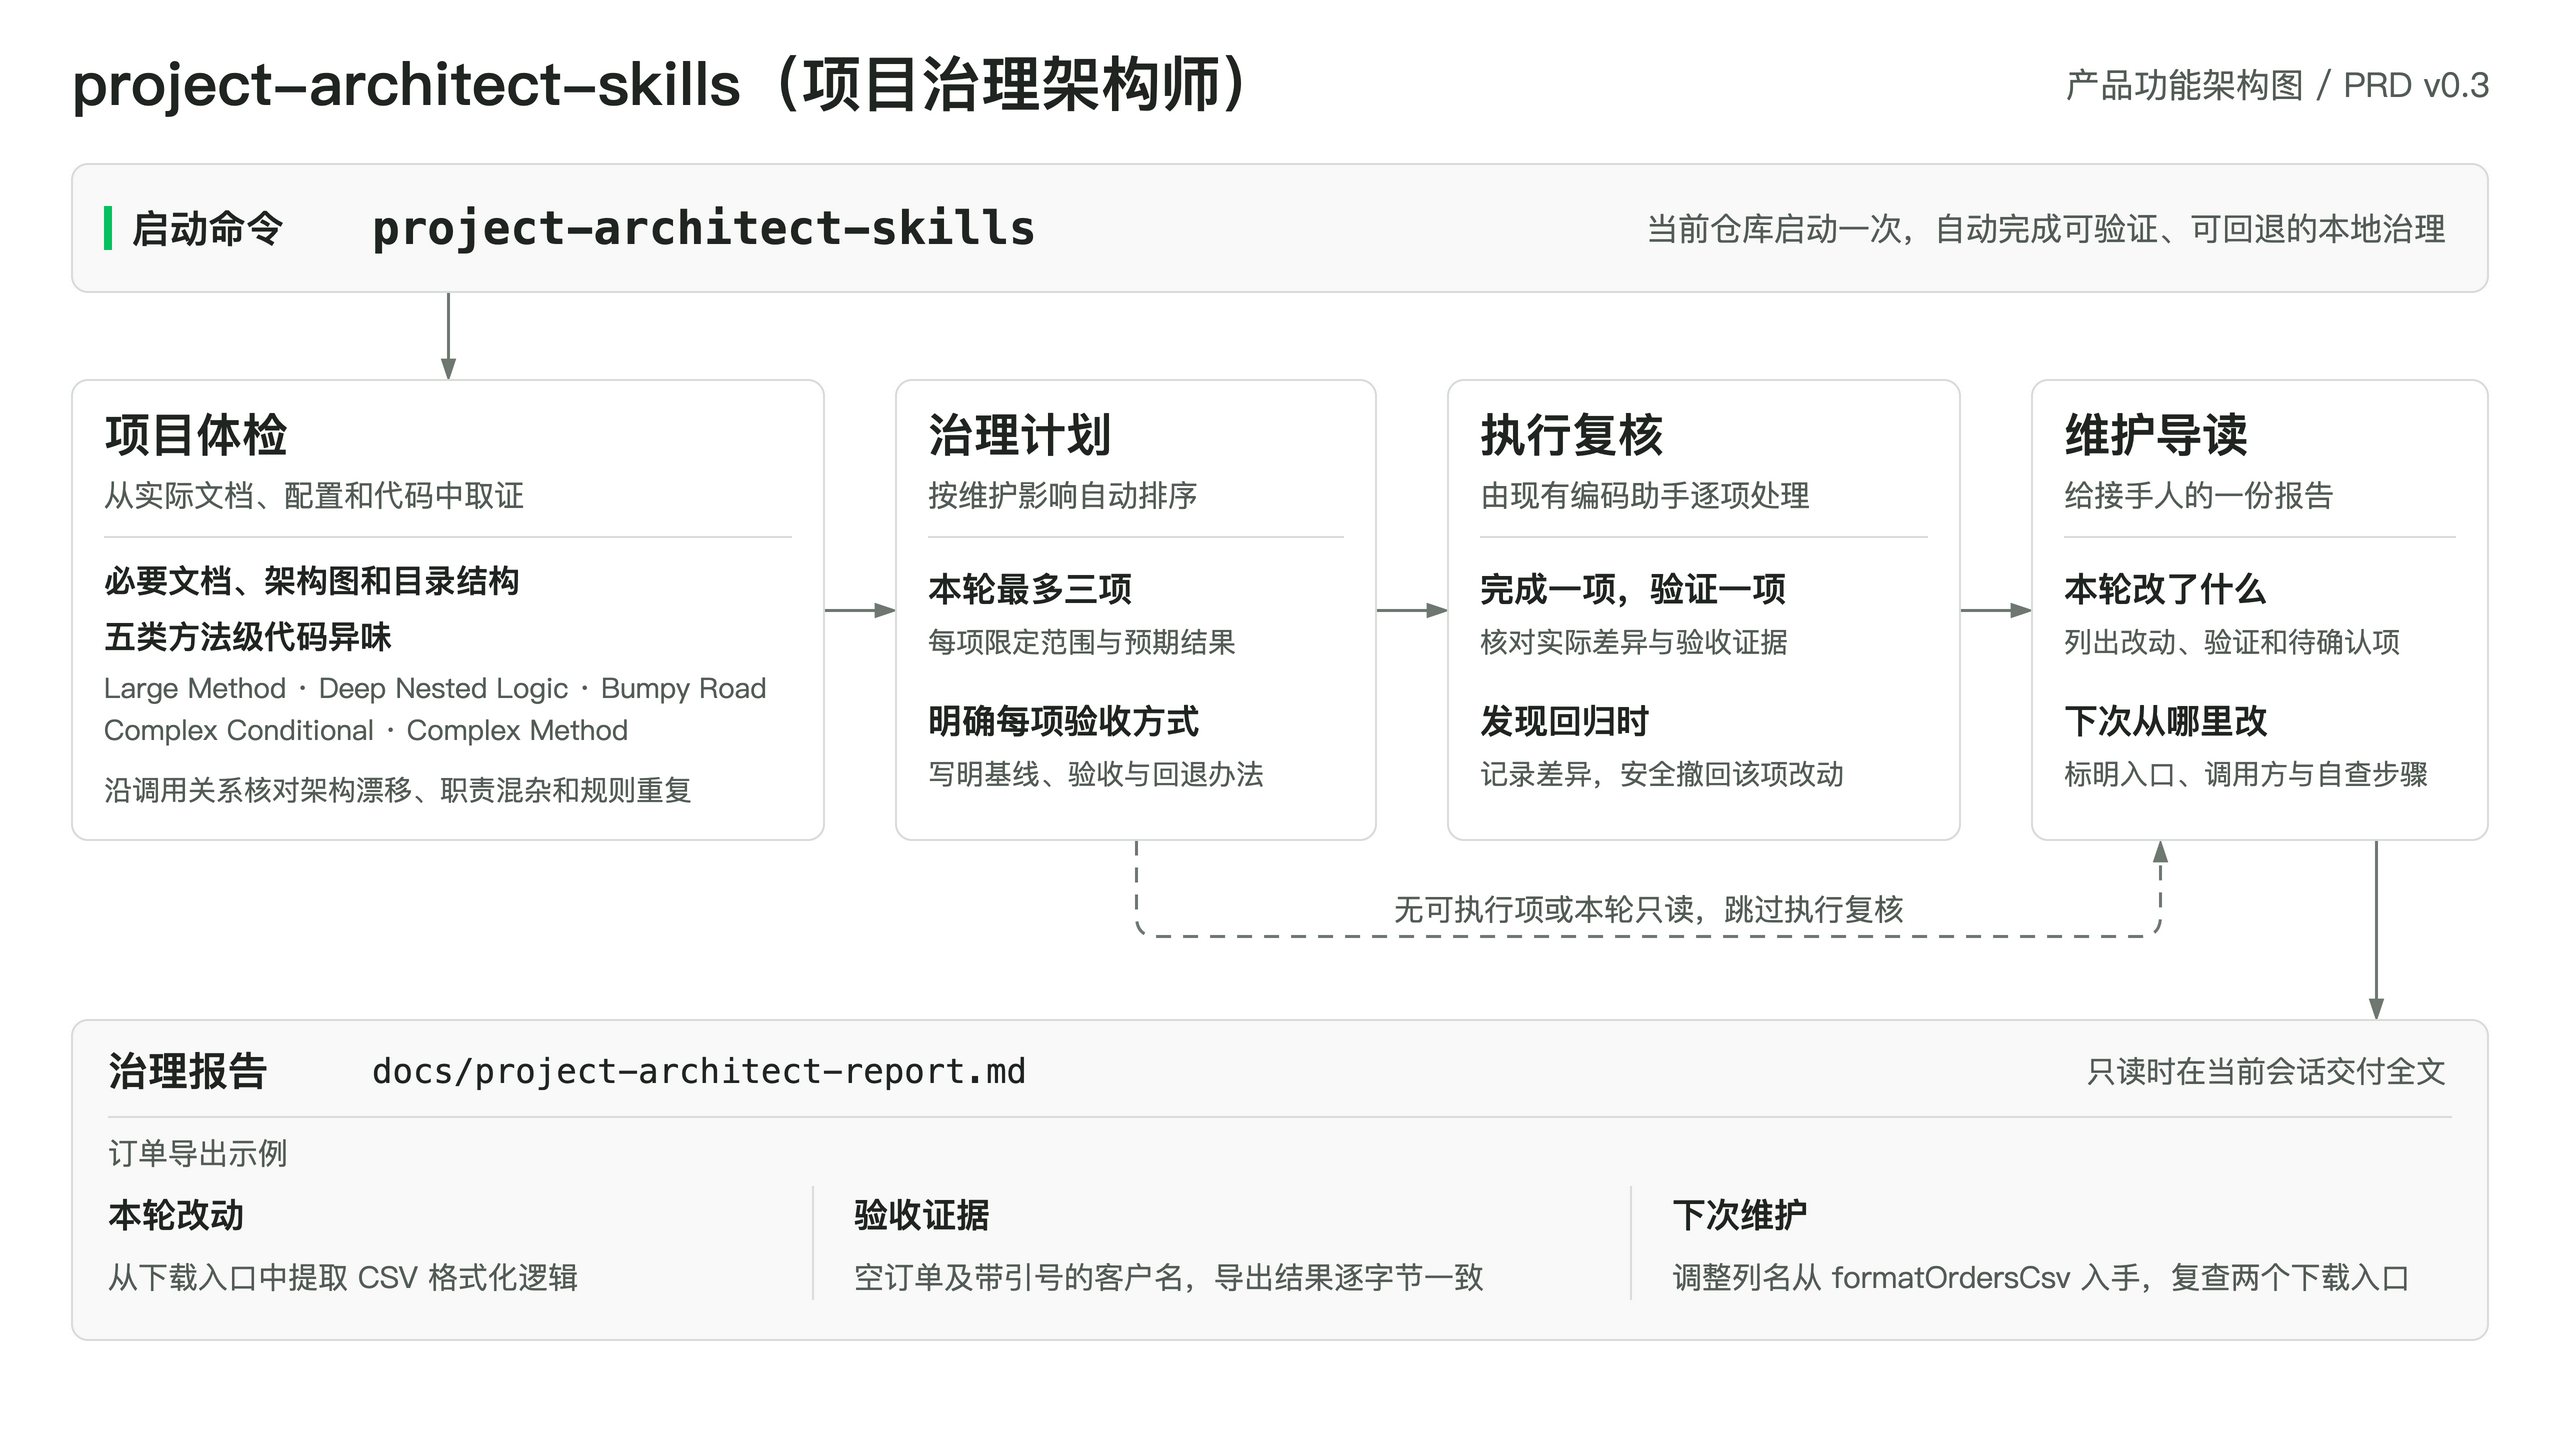 project-architect-skills（项目治理架构师）
产品功能架构图 / PRD v0.3
启动命令
project-architect-skills
当前仓库启动一次，自动完成可验证、可回退的本地治理
项目体检
从实际文档、配置和代码中取证
必要文档、架构图和目录结构
五类方法级代码异味
Large Method · Deep Nested Logic · Bumpy Road
Complex Conditional · Complex Method
沿调用关系核对架构漂移、职责混杂和规则重复
治理计划
按维护影响自动排序
本轮最多三项
每项限定范围与预期结果
明确每项验收方式
写明基线、验收与回退办法
执行复核
由现有编码助手逐项处理
完成一项，验证一项
核对实际差异与验收证据
发现回归时
记录差异，安全撤回该项改动
维护导读
给接手人的一份报告
本轮改了什么
列出改动、验证和待确认项
下次从哪里改
标明入口、调用方与自查步骤
无可执行项或本轮只读，跳过执行复核
治理报告
docs/project-architect-report.md
只读时在当前会话交付全文
订单导出示例
本轮改动
从下载入口中提取 CSV 格式化逻辑
验收证据
空订单及带引号的客户名，导出结果逐字节一致
下次维护
调整列名从 formatOrdersCsv 入手，复查两个下载入口